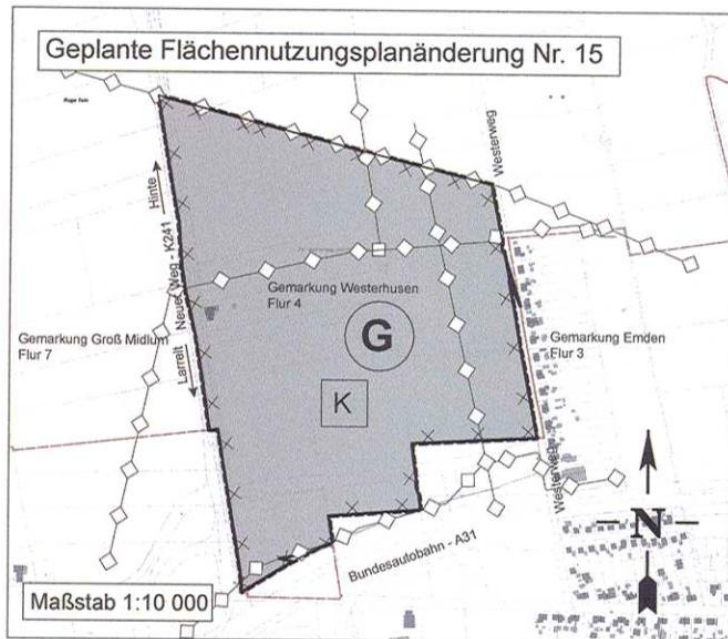 Geplante Flächennutzungsplanänderung Nr. 15
Westerweg
Hinte
Neuer Weg - K241
Larrelt
Gemarkung Westerhusen
Flur 4
Gemarkung Groß Midlum
Flur 7
G
K
Gemarkung Emden
Flur 3
Westerweg
Bundesautobahn - A31
N
Maßstab 1:10 000